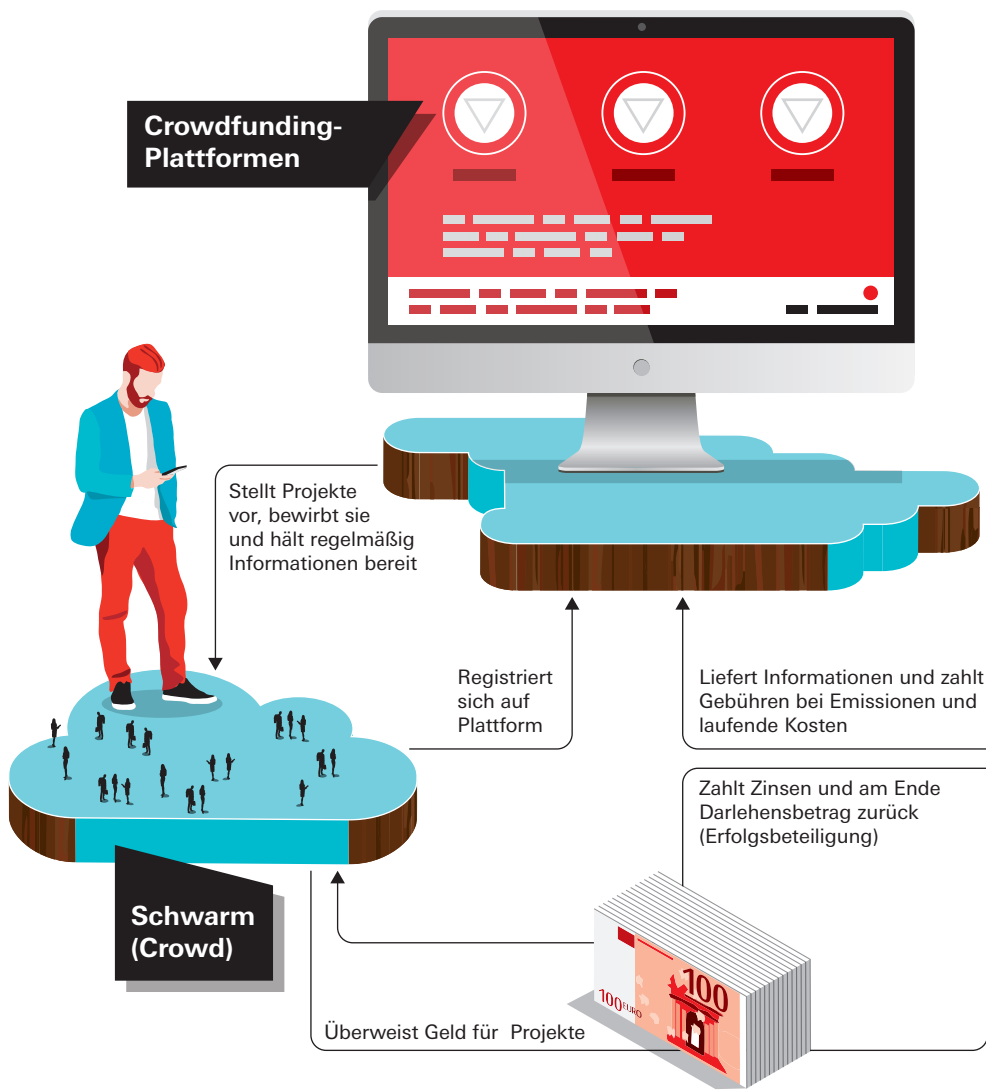 Crowdfunding-
Plattformen
Stellt Projekte
vor, bewirbt sie
und hält regelmäßig
Informationen bereit
Registriert
sich auf
Plattform
Liefert Informationen und zahlt
Gebühren bei Emissionen und
laufende Kosten
Zahlt Zinsen und am Ende
Darlehensbetrag zurück
(Erfolgsbeteiligung)
Schwarm
(Crowd)
100
100 EURO
Überweist Geld für Projekte